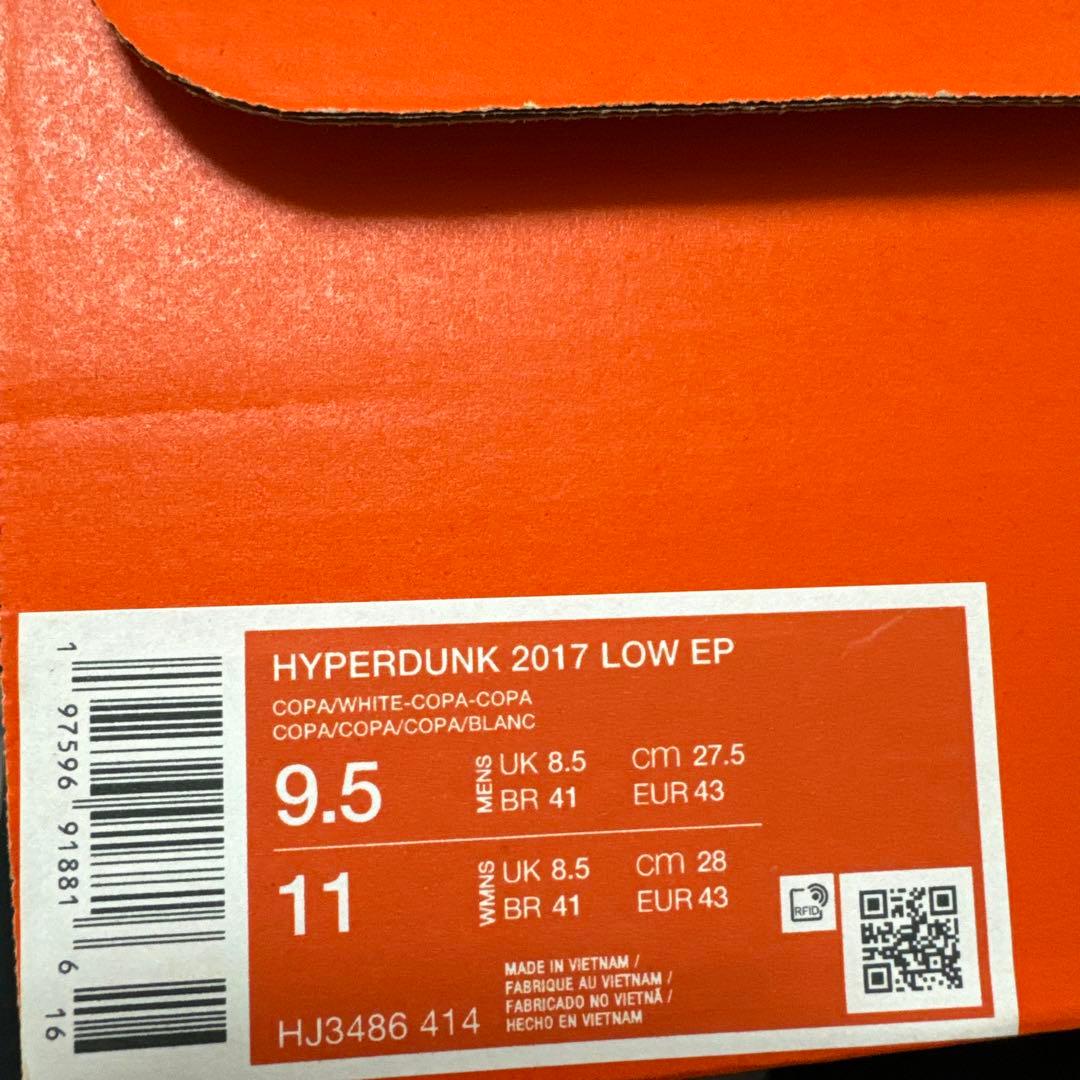 HYPERDUNK 2017 LOW EP
COPA/WHITE-COPA-COPA
COPA/COPA/COPA/BLANC
9.5
MENS
UK 8.5 cm 27.5
BR 41 EUR 43
11
WMNS
UK 8.5 cm 28
BR 41 EUR 43
RFID
MADE IN VIETNAM /
FABRIQUE AU VIETNAM /
FABRICADO NO VIETNÃ /
HECHO EN VIETNAM
HJ3486 414
1 97596 91881 6 16